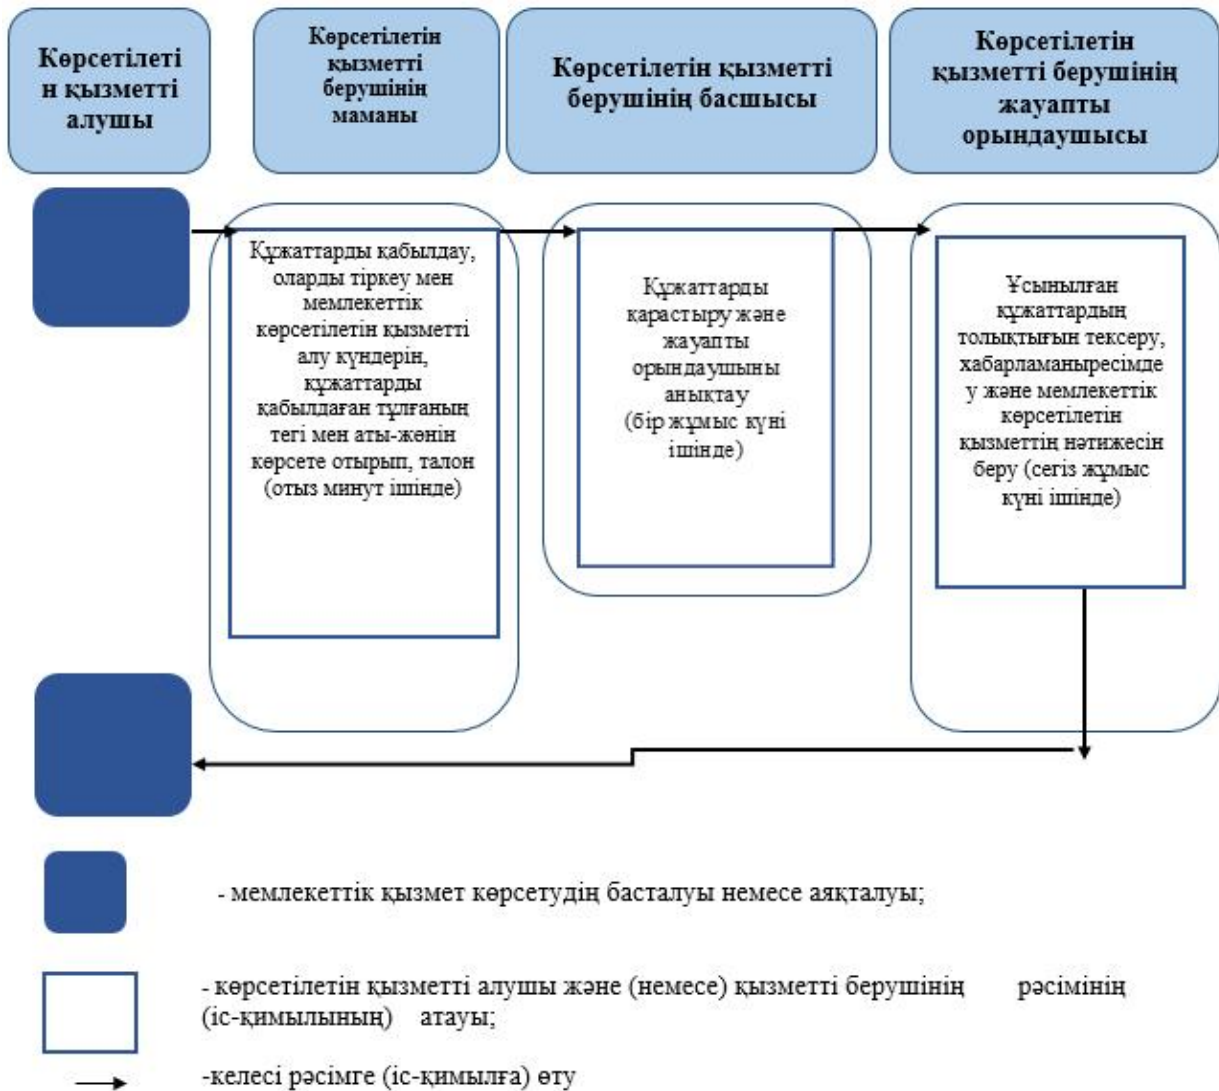 Көрсетілеті
н қызметті
алушы
Көрсетілетін
қызметті
берушінің
маманы
Көрсетілетін қызметті
берушінің басшысы
Көрсетілетін
қызметті берушінің
жауапты
орындаушысы
Құжаттарды қабылдау,
оларды тіркеу мен
мемлекеттік
көрсетілетін қызметті
алу күндерін,
құжаттарды
қабылдаған тұлғаның
тегі мен аты-жөнін
көрсете отырып, талон
(отыз минут ішінде)
Құжаттарды
қарастыру және
жауапты
орындаушыны
анықтау
(бір жұмыс күні
ішінде)
Ұсынылған
құжаттардың
толықтығын тексеру,
хабарламаныресімде
у және мемлекеттік
көрсетілетін
қызметтің нәтижесін
беру (сегіз жұмыс
күні ішінде)
- мемлекеттік қызмет көрсетудің басталуы немесе аяқталуы;
- көрсетілетін қызметті алушы және (немесе) қызметті берушінің рәсімінің
(іс-қимылының) атауы;
-келесі рәсімге (іс-қимылға) өту